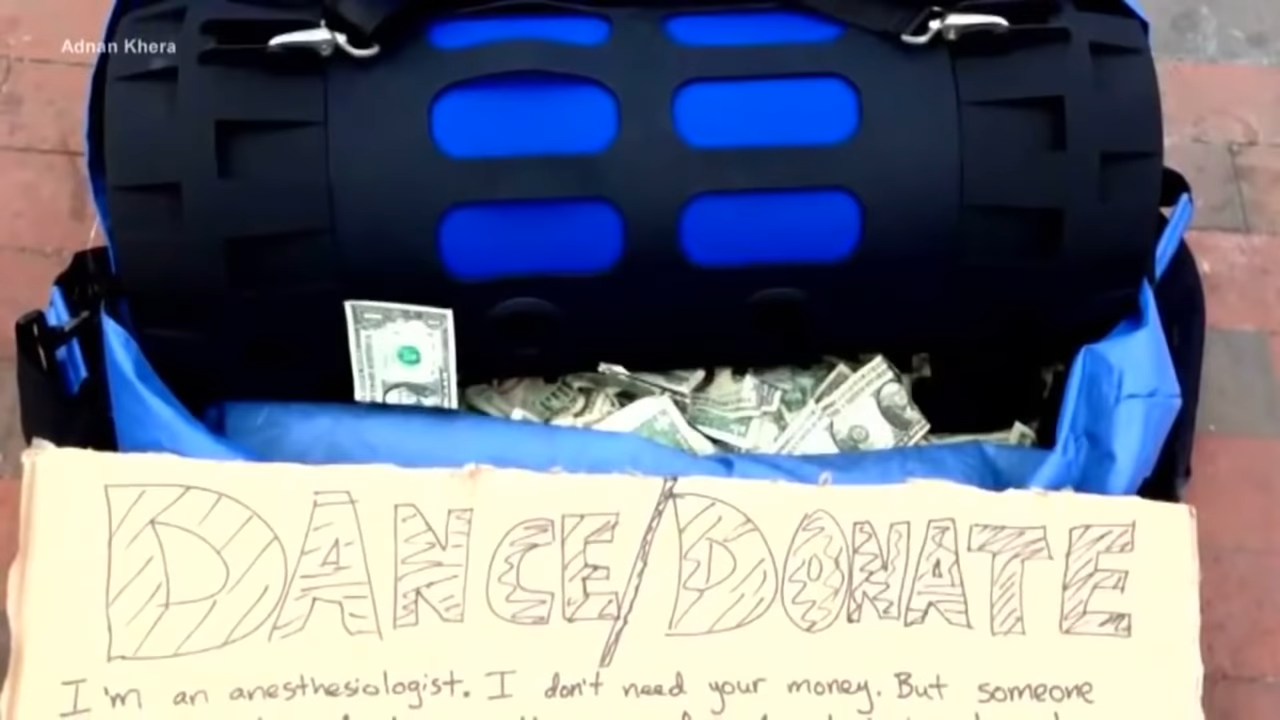 Adnan Khera
DANCE/DONATE
I'm an anesthesiologist. I don't need your money. But someone